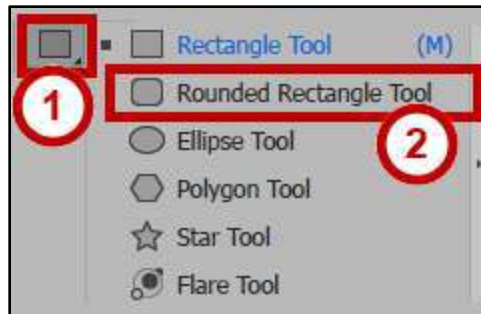 1
Rectangle Tool (M)
Rounded Rectangle Tool
2
Ellipse Tool
Polygon Tool
Star Tool
Flare Tool